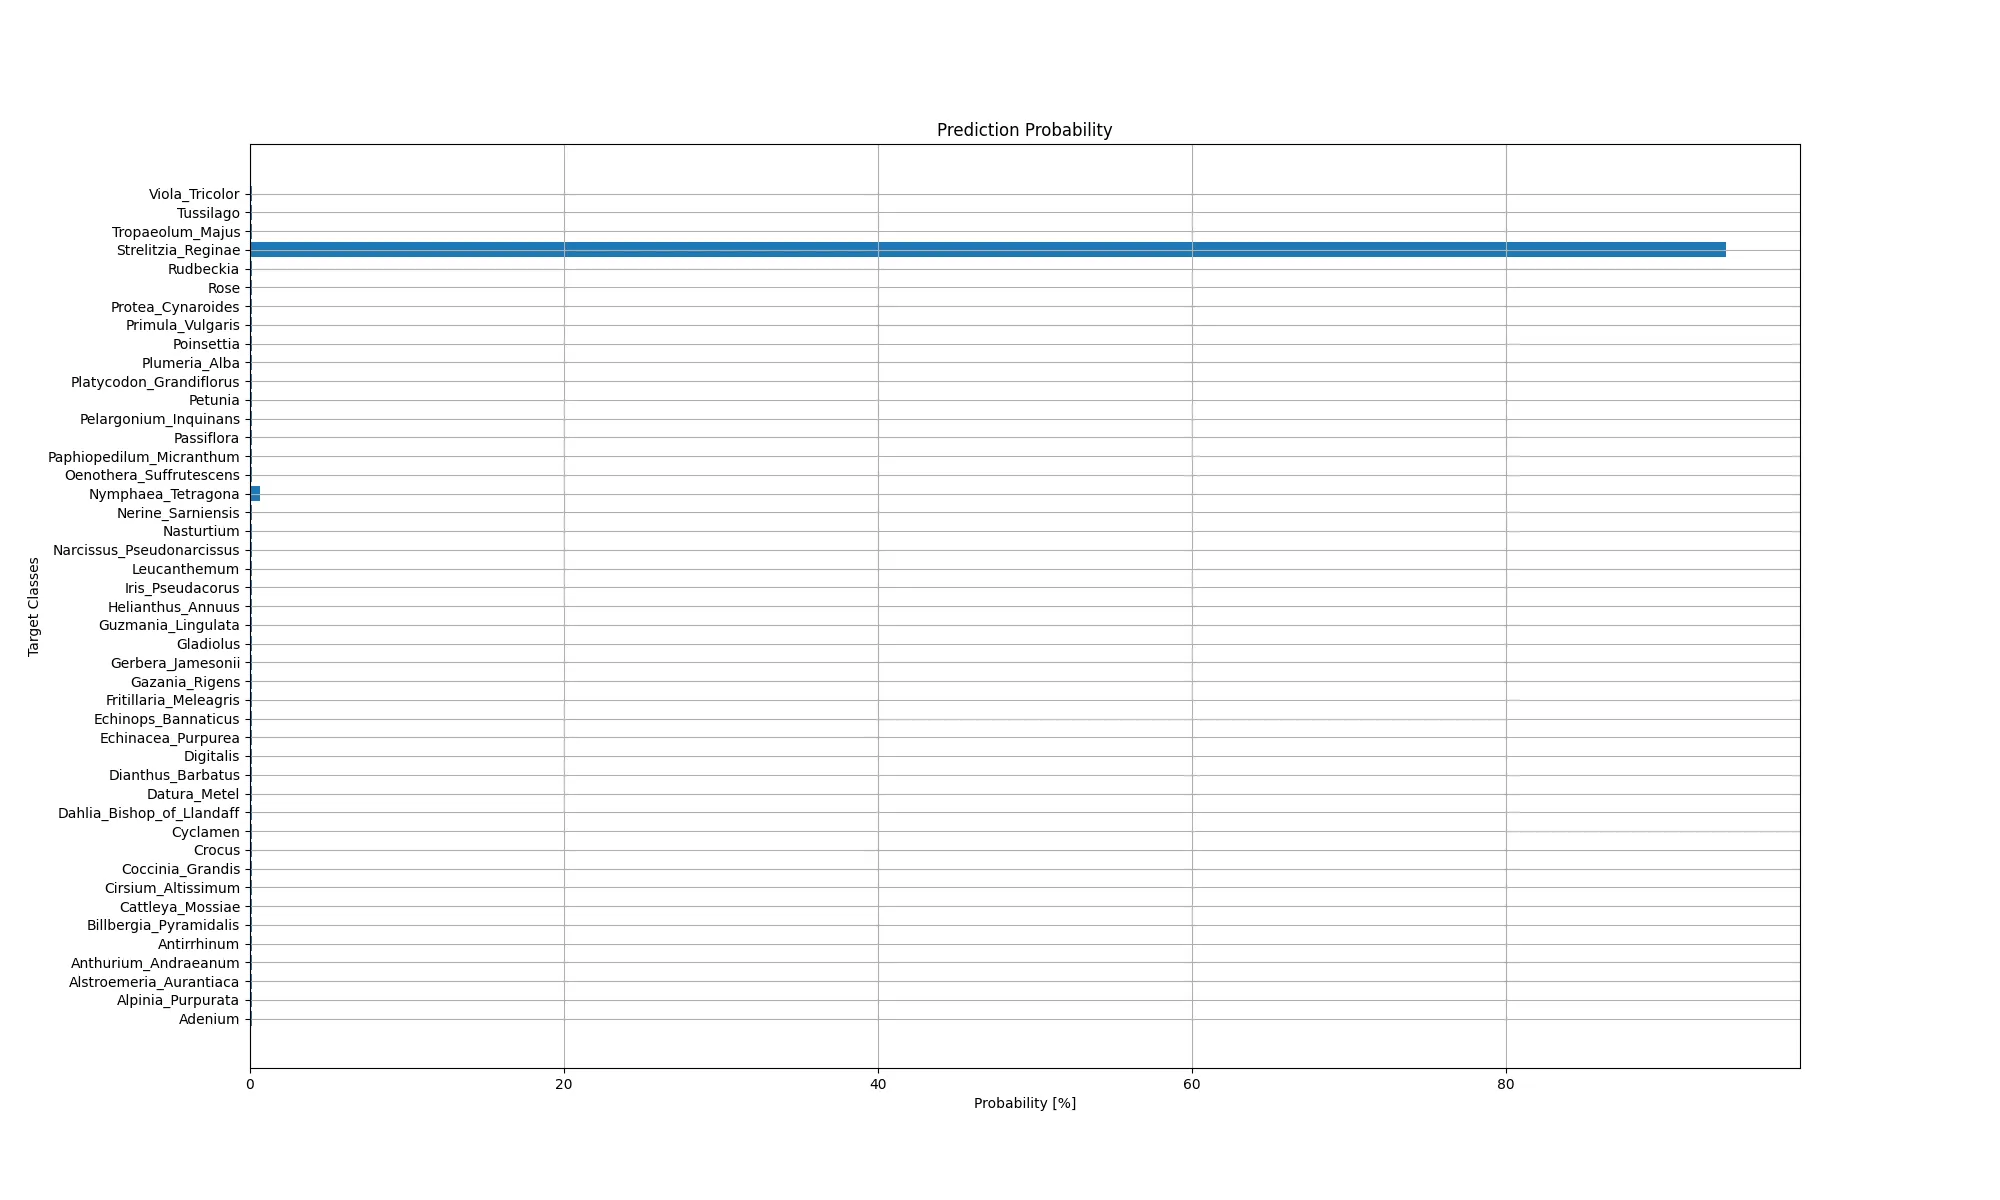 Prediction Probability
Viola_Tricolor
Tussilago
Tropaeolum_Majus
Strelitzia_Reginae
Rudbeckia
Rose
Protea_Cynaroides
Primula_Vulgaris
Poinsettia
Plumeria_Alba
Platycodon_Grandiflorus
Petunia
Pelargonium_Inquinans
Passiflora
Paphiopedilum_Micranthum
Oenothera_Suffrutescens
Nymphaea_Tetragona
Nerine_Sarniensis
Nasturtium
Narcissus_Pseudonarcissus
Leucanthemum
Iris_Pseudacorus
Helianthus_Annuus
Guzmania_Lingulata
Gladiolus
Gerbera_Jamesonii
Gazania_Rigens
Fritillaria_Meleagris
Echinops_Bannaticus
Echinacea_Purpurea
Digitalis
Dianthus_Barbatus
Datura_Metel
Dahlia_Bishop_of_Llandaff
Cyclamen
Crocus
Coccinia_Grandis
Cirsium_Altissimum
Cattleya_Mossiae
Billbergia_Pyramidalis
Antirrhinum
Anthurium_Andraeanum
Alstroemeria_Aurantiaca
Alpinia_Purpurata
Adenium
Target Classes
0 20 40 60 80
Probability [%]